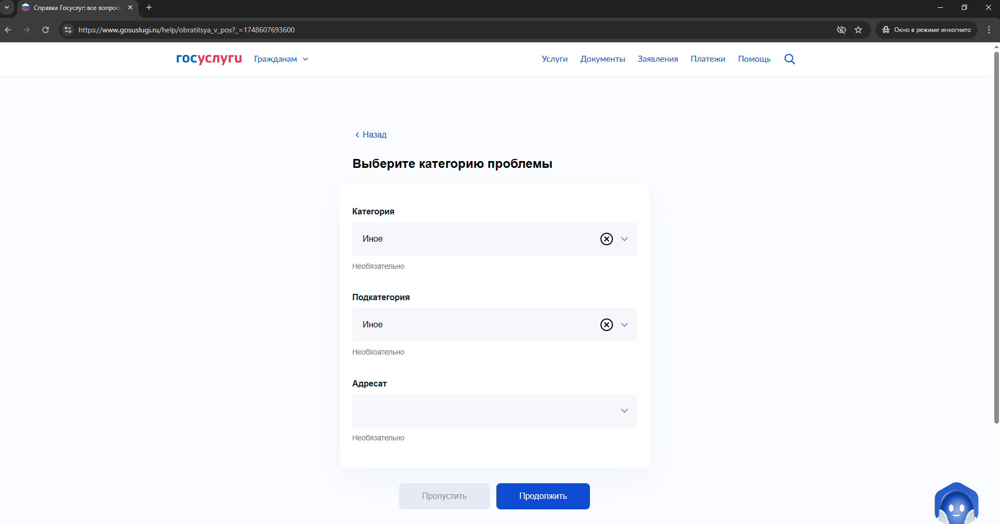 Справка Госуслуг: все вопрос
https://www.gosuslugi.ru/help/obratitsya_v_pos?_=1748607693600
Окно в режиме инкогнито
госуслуги Гражданам Услуги Документы Заявления Платежи Помощь
Назад
Выберите категорию проблемы
Категория
Иное
Необязательно
Подкатегория
Иное
Необязательно
Адресат
Необязательно
Пропустить Продолжить